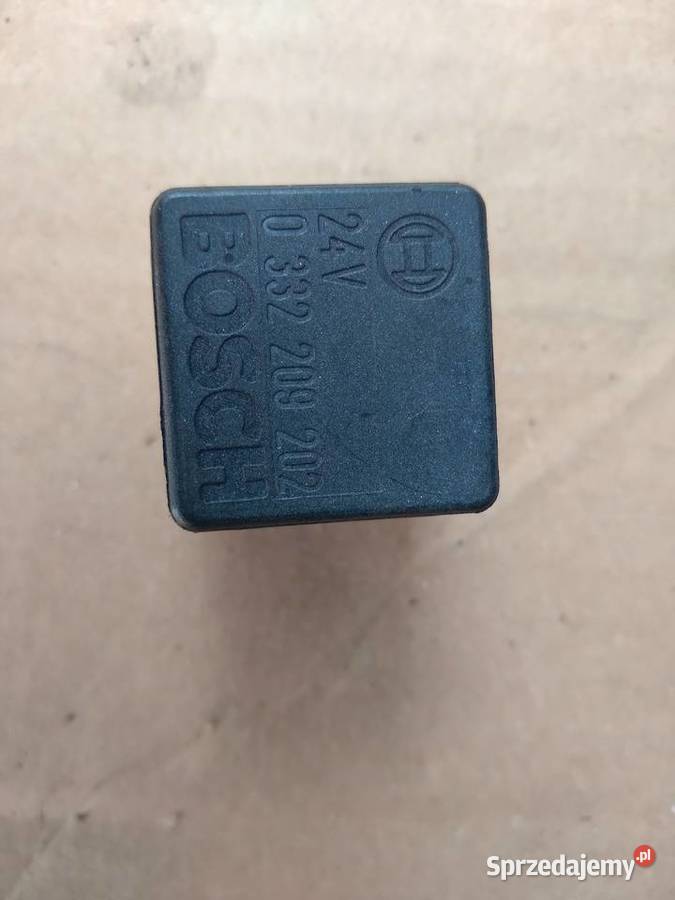 24V
0 332 209 202
BOSCH
Sprzedajemy.pl